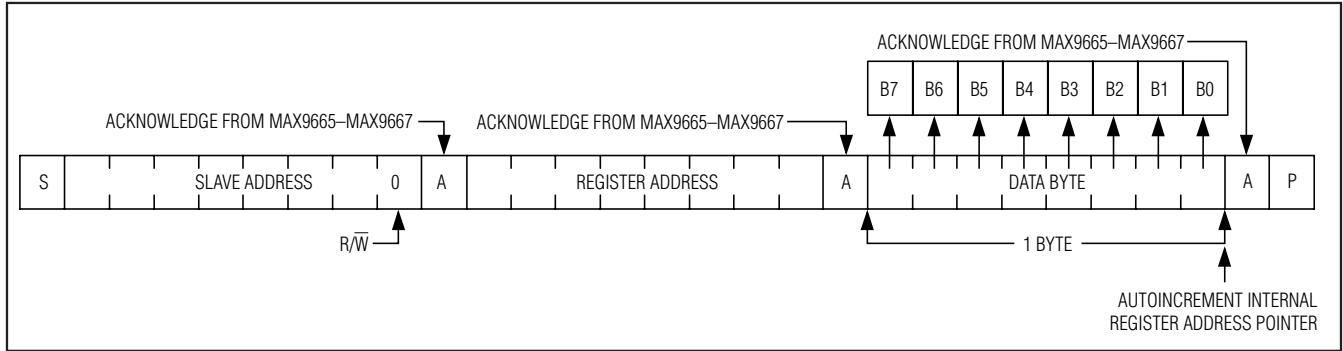 ACKNOWLEDGE FROM MAX9665–MAX9667
B7 B6 B5 B4 B3 B2 B1 B0
ACKNOWLEDGE FROM MAX9665–MAX9667 ACKNOWLEDGE FROM MAX9665–MAX9667
S SLAVE ADDRESS 0 A REGISTER ADDRESS A DATA BYTE A P
R/W̅ 1 BYTE
AUTOINCREMENT INTERNAL
REGISTER ADDRESS POINTER